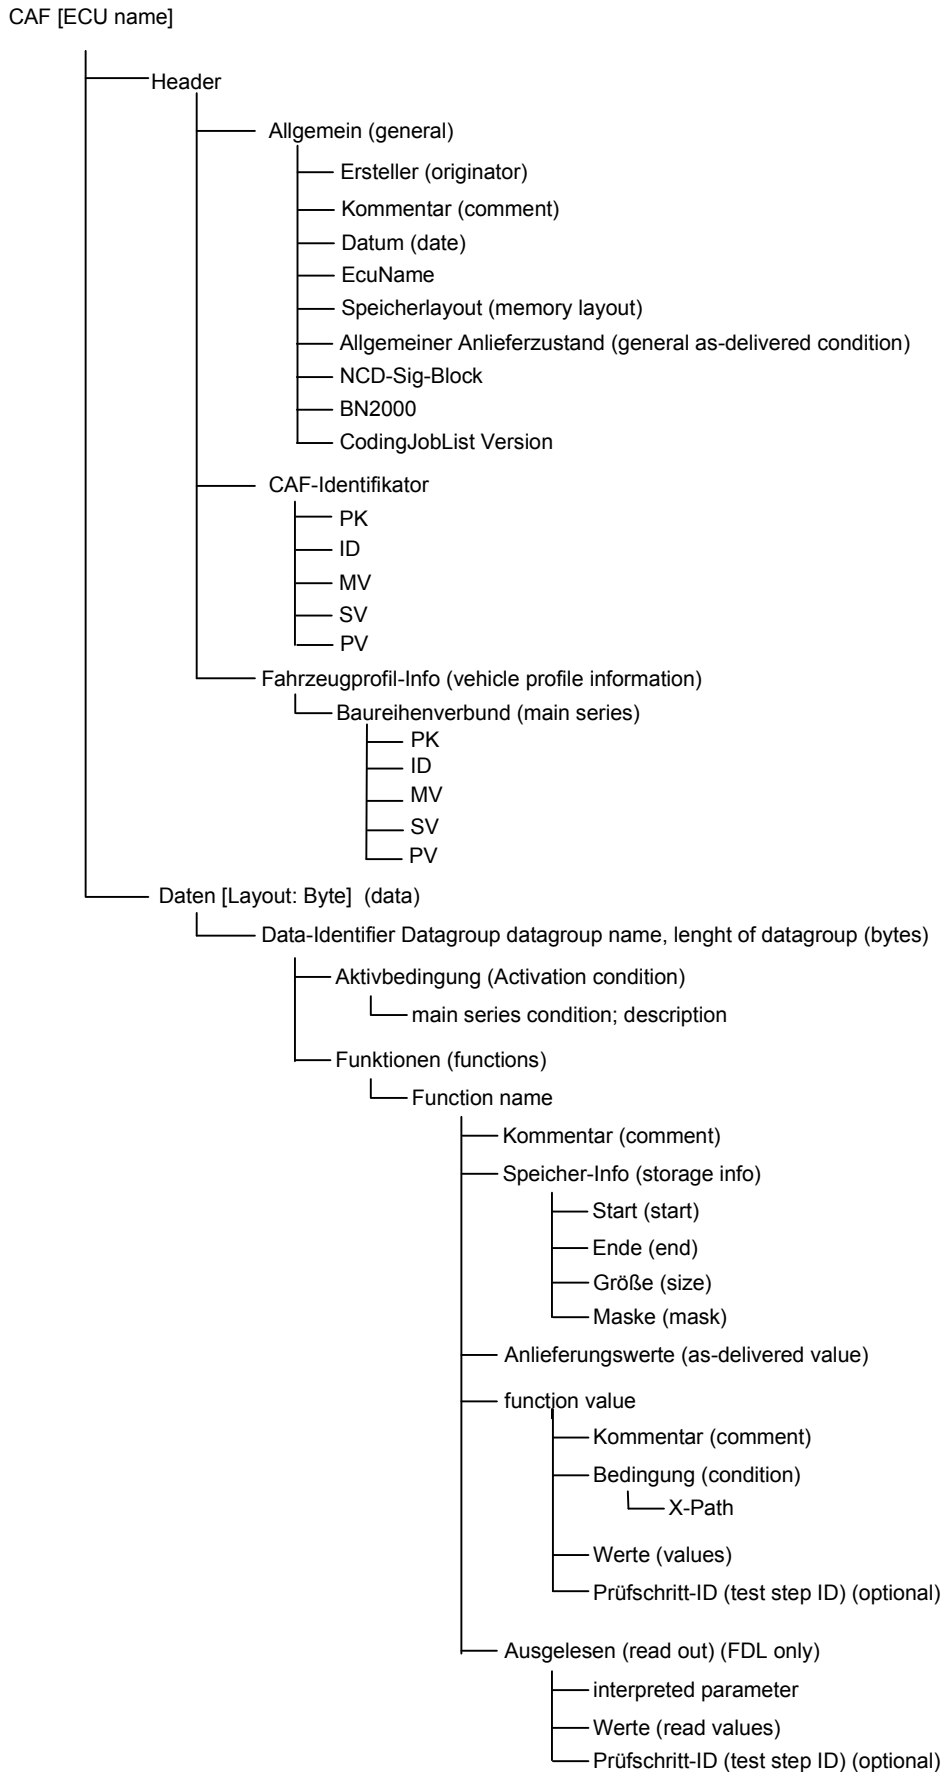 CAF [ECU name]
Header
Allgemein (general)
Ersteller (originator)
Kommentar (comment)
Datum (date)
EcuName
Speicherlayout (memory layout)
Allgemeiner Anlieferzustand (general as-delivered condition)
NCD-Sig-Block
BN2000
CodingJobList Version
CAF-Identifikator
PK
ID
MV
SV
PV
Fahrzeugprofil-Info (vehicle profile information)
Baureihenverbund (main series)
PK
ID
MV
SV
PV
Daten [Layout: Byte] (data)
Data-Identifier Datagroup datagroup name, lenght of datagroup (bytes)
Aktivbedingung (Activation condition)
main series condition; description
Funktionen (functions)
Function name
Kommentar (comment)
Speicher-Info (storage info)
Start (start)
Ende (end)
Größe (size)
Maske (mask)
Anlieferungswerte (as-delivered value)
function value
Kommentar (comment)
Bedingung (condition)
X-Path
Werte (values)
Prüfschritt-ID (test step ID) (optional)
Ausgelesen (read out) (FDL only)
interpreted parameter
Werte (read values)
Prüfschritt-ID (test step ID) (optional)